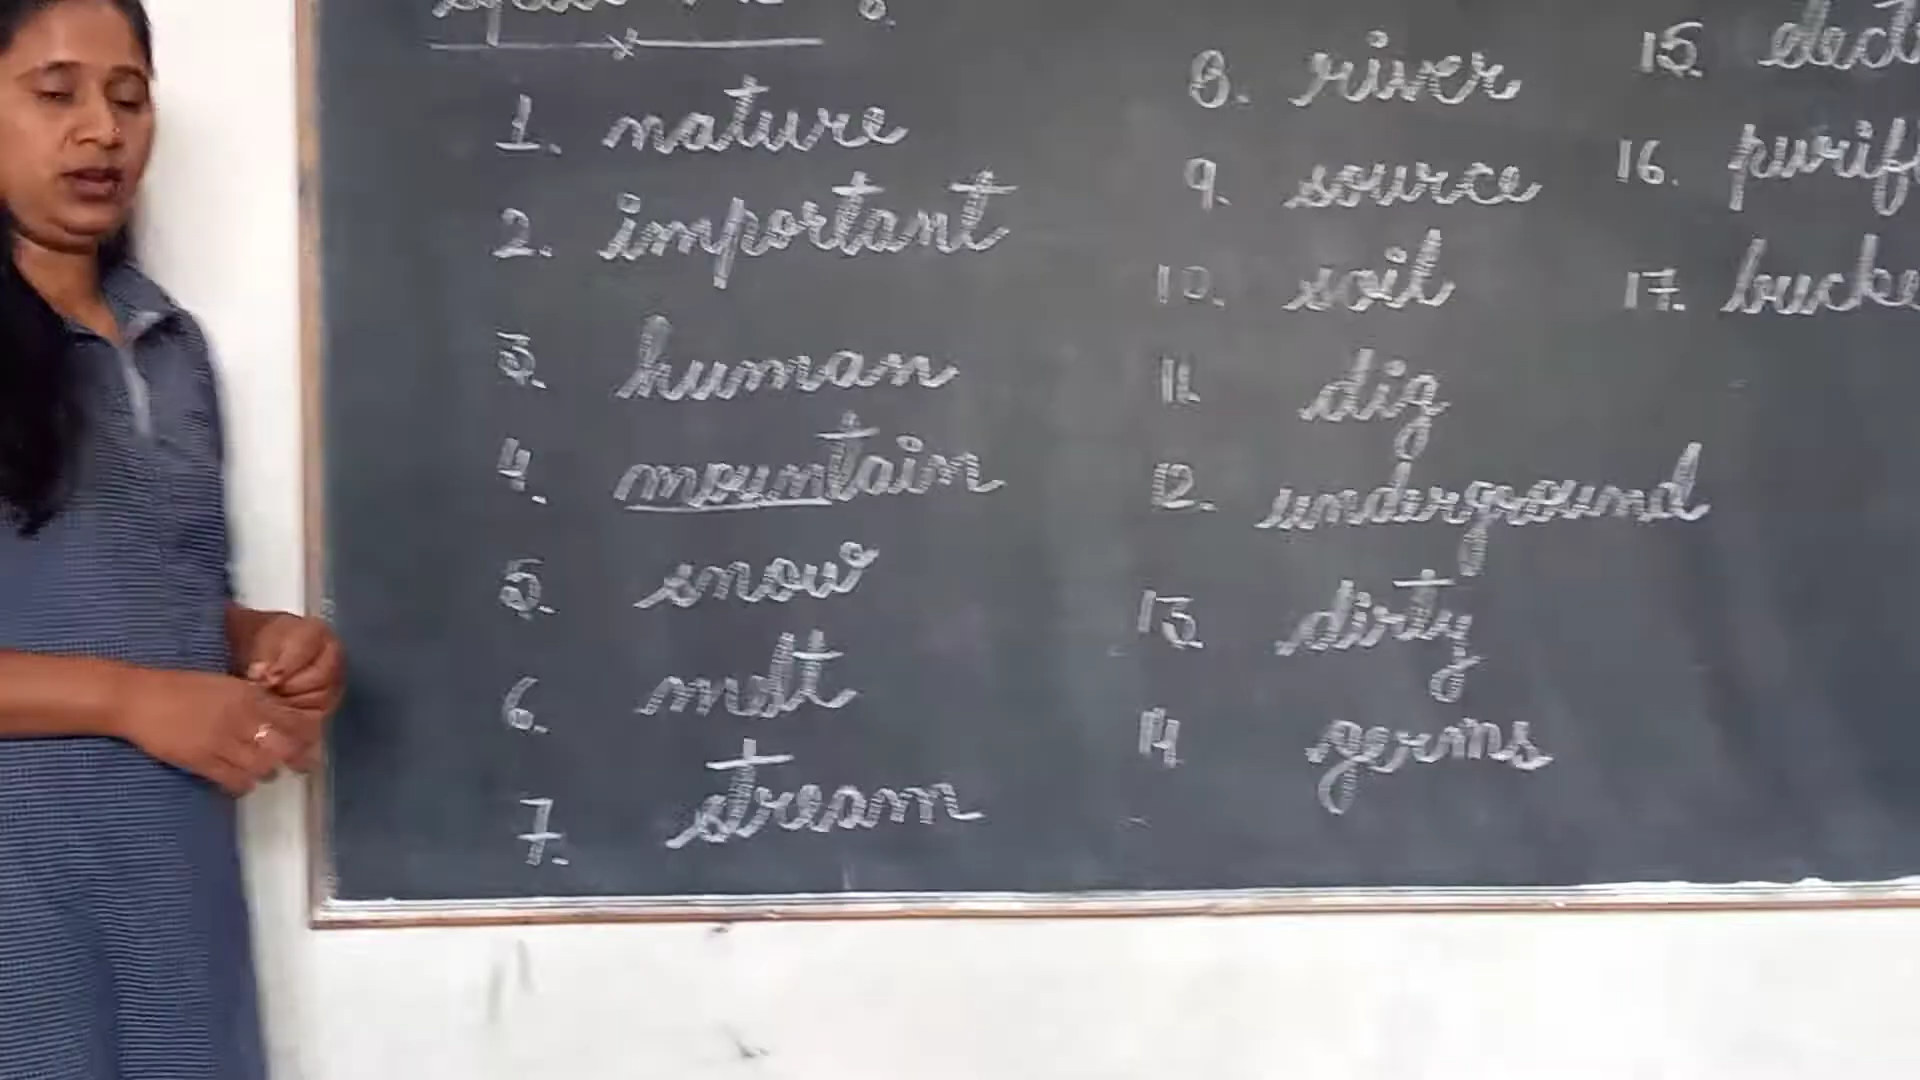 1. nature
2. important
3. human
4. mountain
5. snow
6. melt
7. stream
8. river
9. source
10. soil
11. dig
12. underground
13. dirty
14. germs
15.
16.
17.